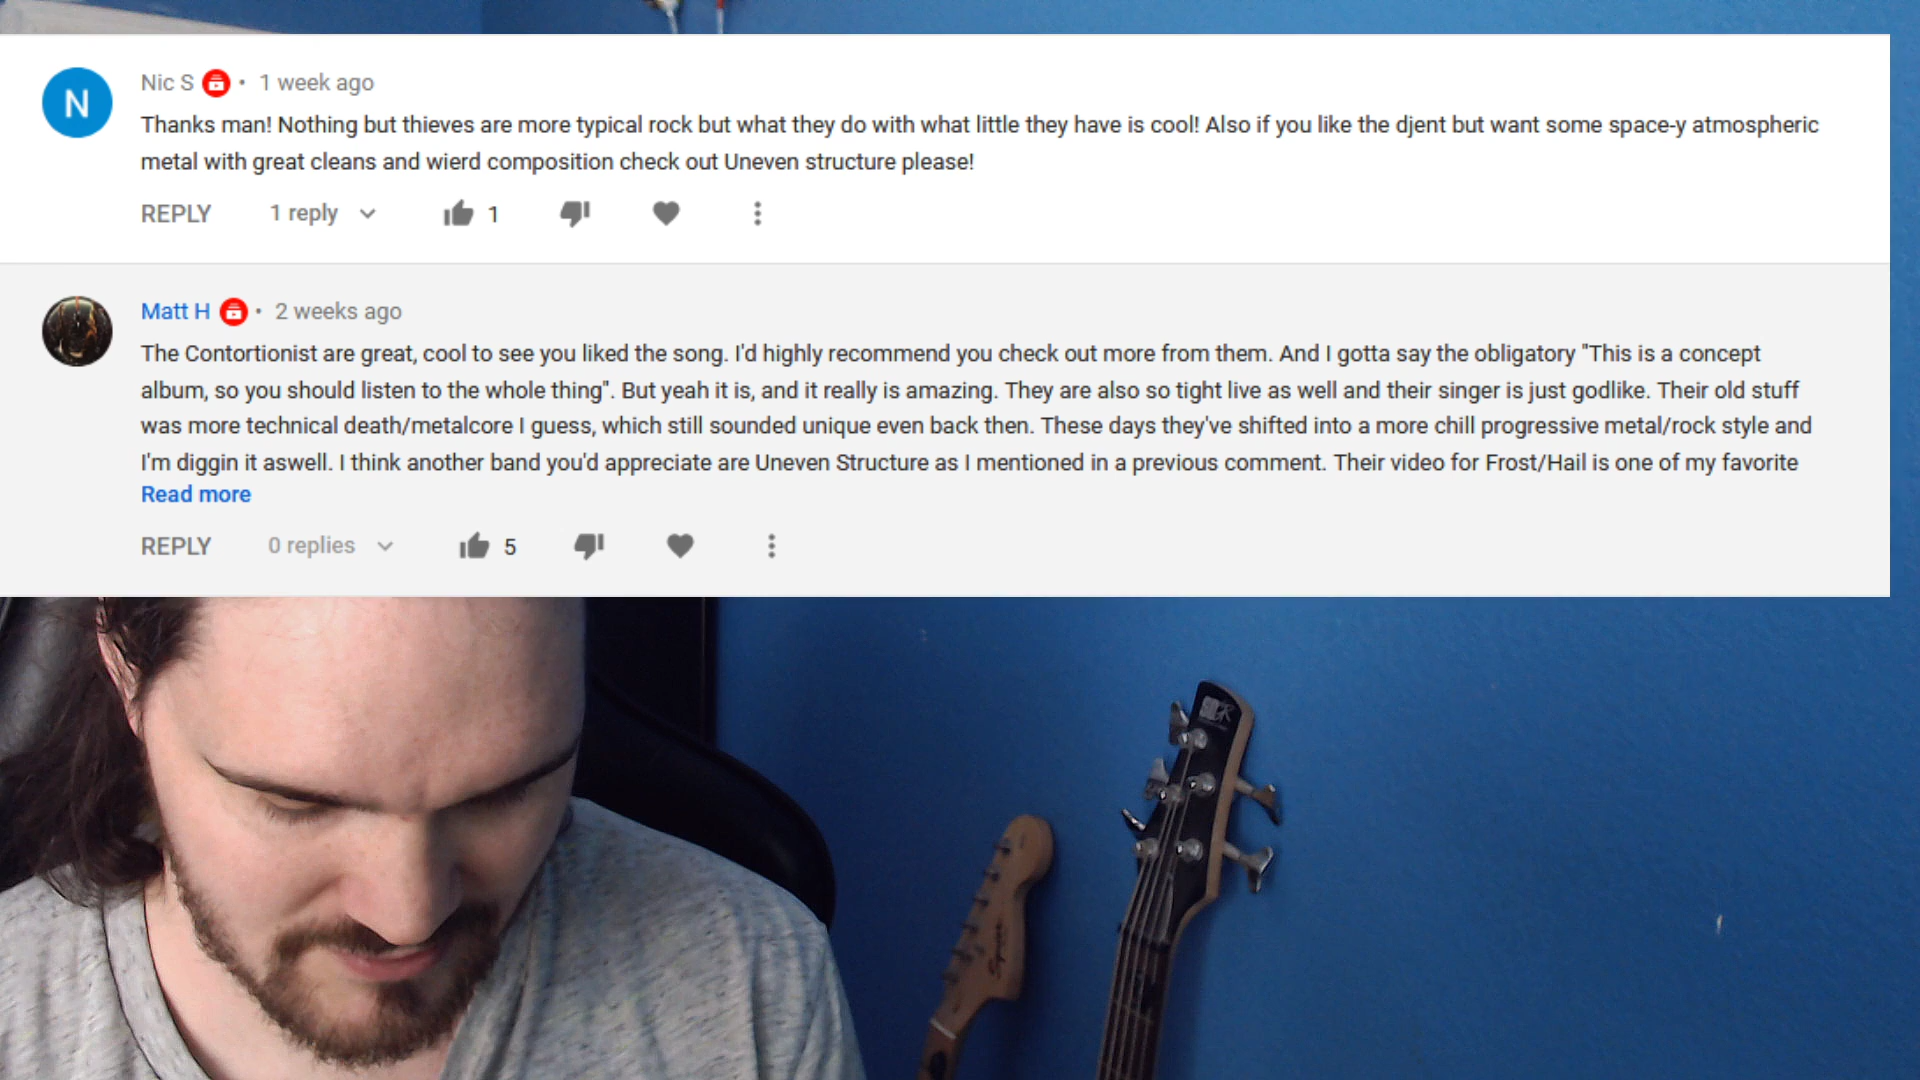 Nic S • 1 week ago
N
Thanks man! Nothing but thieves are more typical rock but what they do with what little they have is cool! Also if you like the djent but want some space-y atmospheric
metal with great cleans and wierd composition check out Uneven structure please!
REPLY 1 reply 1
Matt H • 2 weeks ago
The Contortionist are great, cool to see you liked the song. I'd highly recommend you check out more from them. And I gotta say the obligatory "This is a concept
album, so you should listen to the whole thing". But yeah it is, and it really is amazing. They are also so tight live as well and their singer is just godlike. Their old stuff
was more technical death/metalcore I guess, which still sounded unique even back then. These days they've shifted into a more chill progressive metal/rock style and
I'm diggin it aswell. I think another band you'd appreciate are Uneven Structure as I mentioned in a previous comment. Their video for Frost/Hail is one of my favorite
Read more
REPLY 0 replies 5
Squier